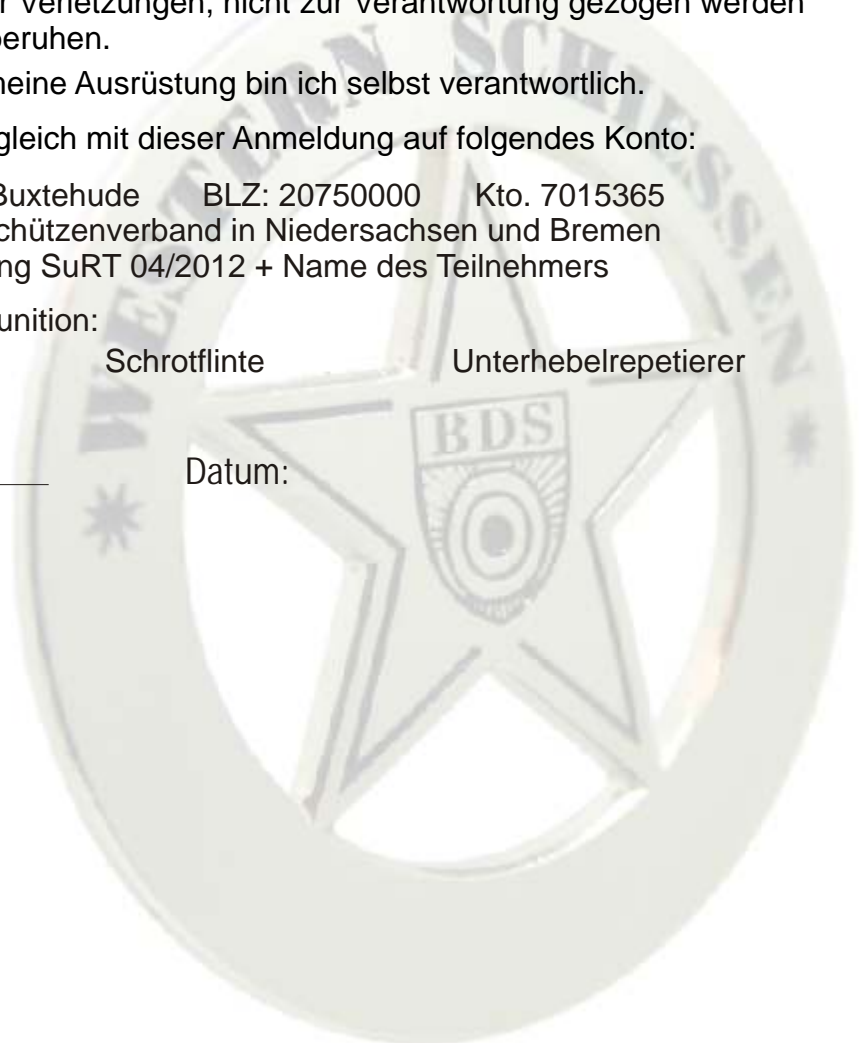 r Verletzungen, nicht zur Verantwortung gezogen werden
beruhen.
neine Ausrüstung bin ich selbst verantwortlich.
gleich mit dieser Anmeldung auf folgendes Konto:
Buxtehude BLZ: 20750000 Kto. 7015365
chützenverband in Niedersachsen und Bremen
ng SuRT 04/2012 + Name des Teilnehmers
unition:
Schrotflinte Unterhebelrepetierer
Datum:
* WESTERN SCHIESSEN *
BDS